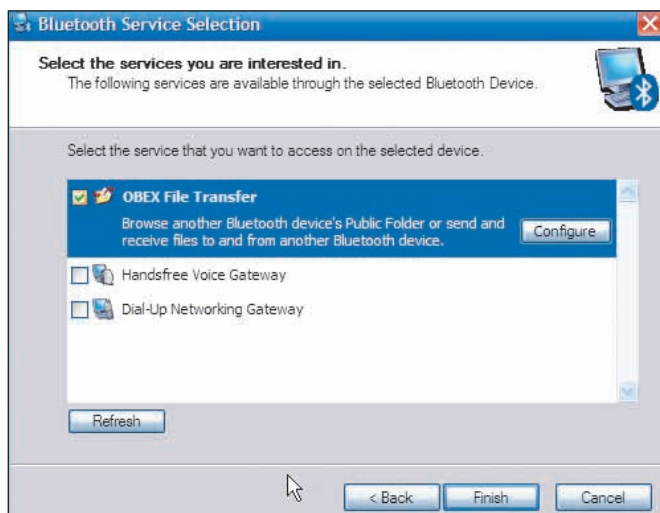 Bluetooth Service Selection
Select the services you are interested in.
The following services are available through the selected Bluetooth Device.
Select the service that you want to access on the selected device.
OBEX File Transfer
Browse another Bluetooth device's Public Folder or send and
receive files to and from another Bluetooth device.
Configure
Handsfree Voice Gateway
Dial-Up Networking Gateway
Refresh
< Back
Finish
Cancel